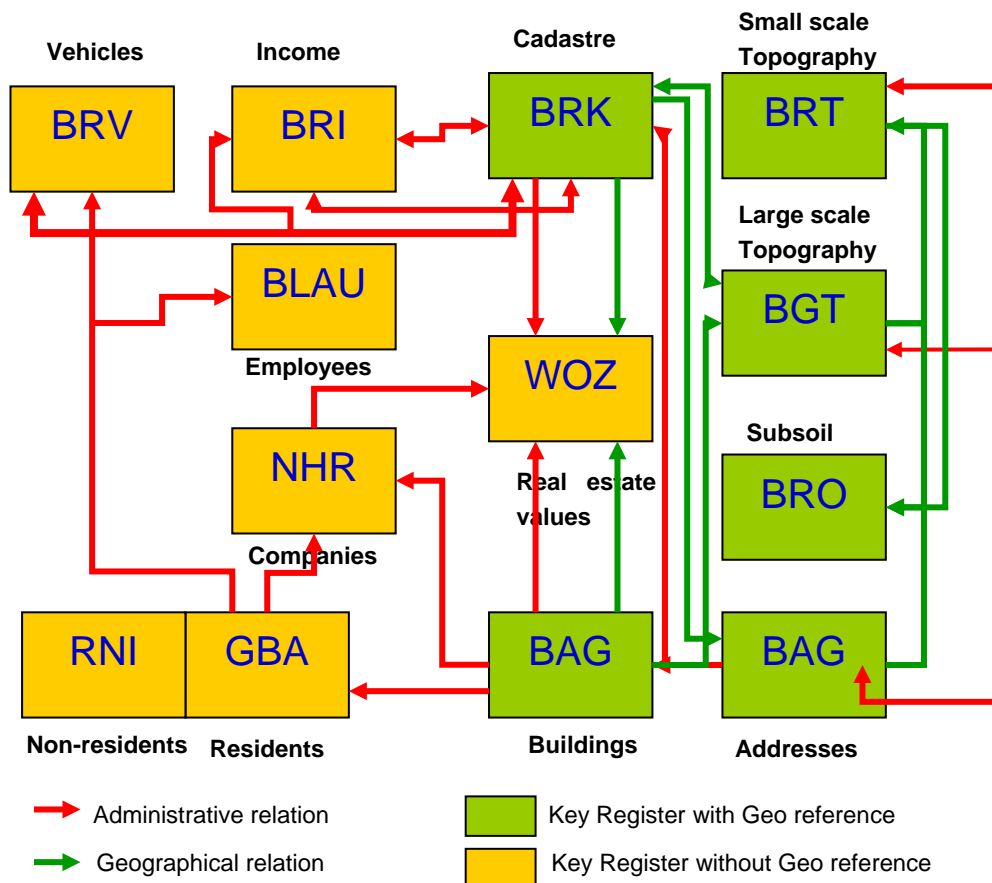 Vehicles
Income
Cadastre
Small scale
Topography
BRV
BRI
BRK
BRT
Large scale
Topography
BLAU
BGT
Employees
WOZ
NHR
Subsoil
Real estate
values
BRO
Companies
RNI
GBA
BAG
BAG
Non-residents
Residents
Buildings
Addresses
Administrative relation
Key Register with Geo reference
Geographical relation
Key Register without Geo reference